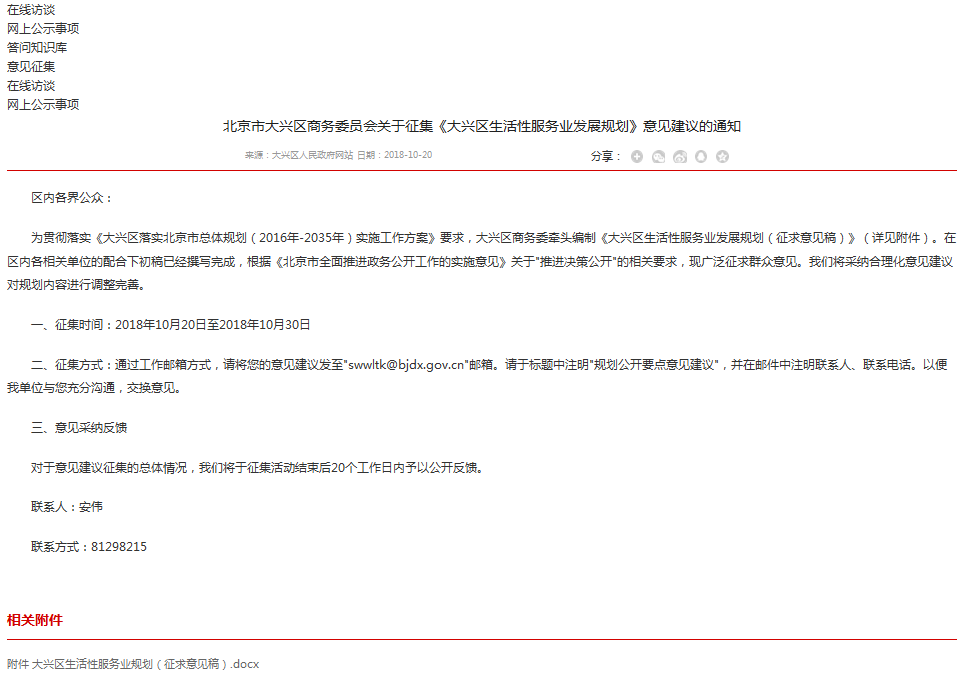 在线访谈
网上公示事项
答问知识库
意见征集
在线访谈
网上公示事项
北京市大兴区商务委员会关于征集《大兴区生活性服务业发展规划》意见建议的通知
来源：大兴区人民政府网站 日期：2018-10-20 分享：
区内各界公众：
为贯彻落实《大兴区落实北京市总体规划（2016年-2035年）实施工作方案》要求，大兴区商务委牵头编制《大兴区生活性服务业发展规划（征求意见稿）》（详见附件）。在
区内各相关单位的配合下初稿已经撰写完成，根据《北京市全面推进政务公开工作的实施意见》关于"推进决策公开"的相关要求，现广泛征求群众意见。我们将采纳合理化意见建议
对规划内容进行调整完善。
一、征集时间：2018年10月20日至2018年10月30日
二、征集方式：通过工作邮箱方式，请将您的意见建议发至"swwltk@bjdx.gov.cn"邮箱。请于标题中注明"规划公开要点意见建议"，并在邮件中注明联系人、联系电话。以便
我单位与您充分沟通，交换意见。
三、意见采纳反馈
对于意见建议征集的总体情况，我们将于征集活动结束后20个工作日内予以公开反馈。
联系人：安伟
联系方式：81298215
相关附件
附件 大兴区生活性服务业规划（征求意见稿）.docx